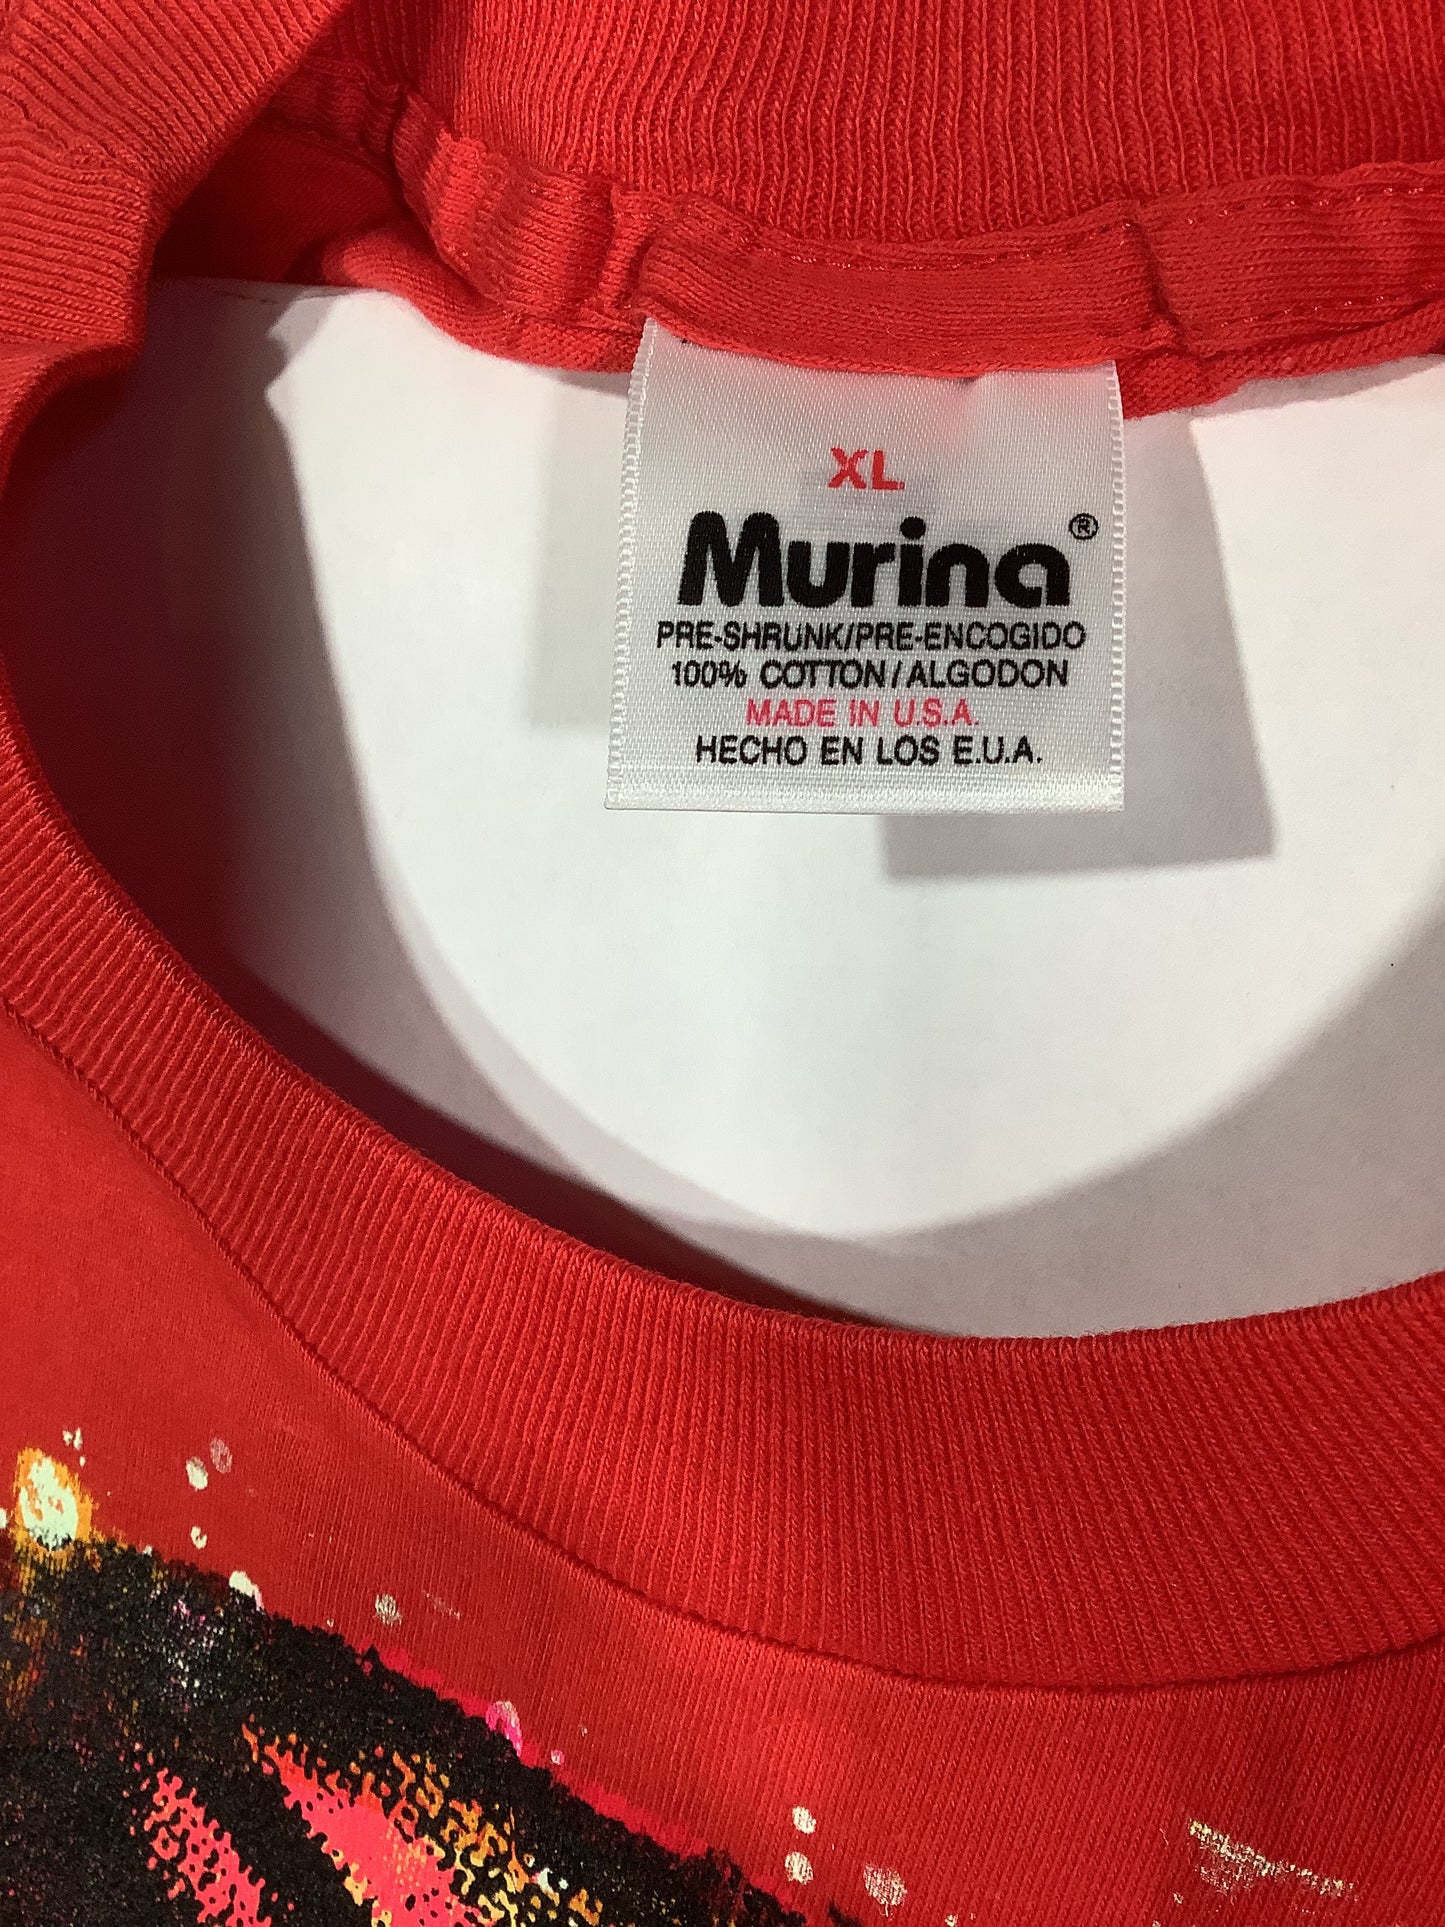 XL
Murina®
PRE-SHRUNK/PRE-ENCOGIDO
100% COTTON/ALGODON
MADE IN U.S.A.
HECHO EN LOS E.U.A.